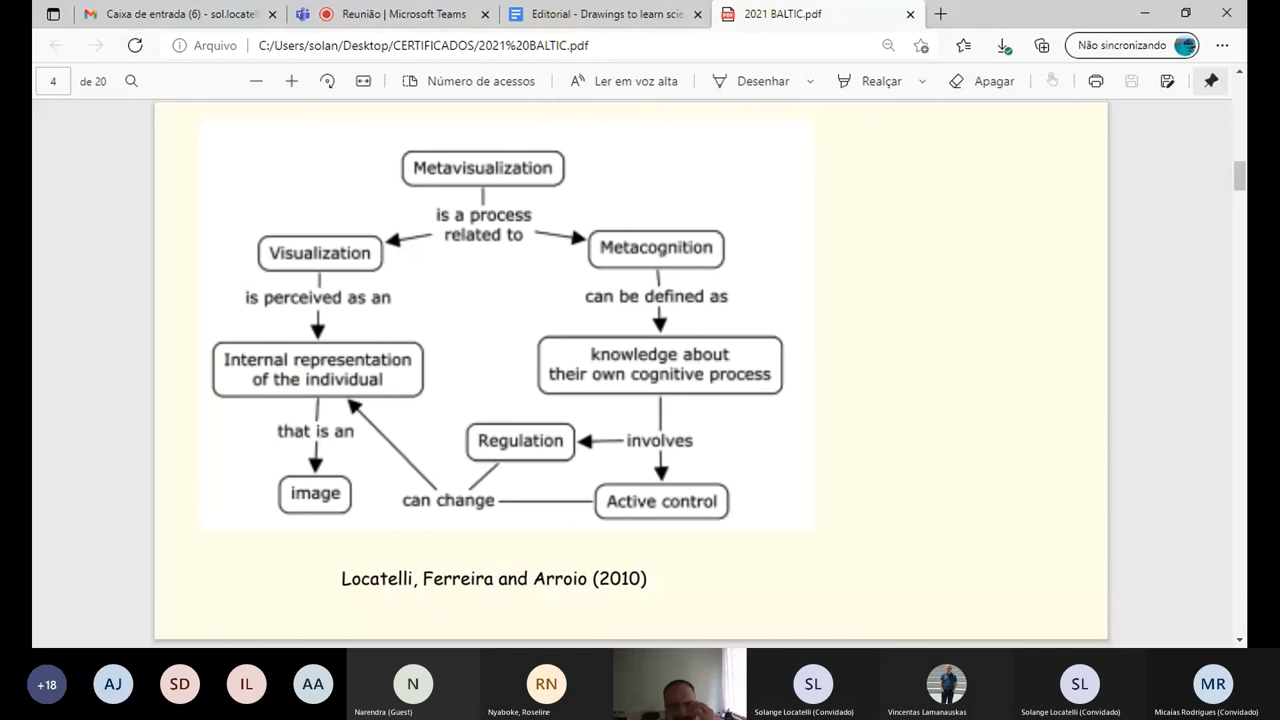 Caixa de entrada (6) - sol.locatel
Reunião | Microsoft Teams
Editorial - Drawings to learn scie
2021 BALTIC.pdf
Arquivo
C:/Users/solan/Desktop/CERTIFICADOS/2021%20BALTIC.pdf
Não sincronizando
4
de 20
Número de acessos
Ler em voz alta
Desenhar
Realçar
Apagar
Metavisualization
is a process
related to
Visualization
Metacognition
is perceived as an
can be defined as
Internal representation
of the individual
knowledge about
their own cognitive process
that is an
Regulation
involves
image
can change
Active control
Locatelli, Ferreira and Arroio (2010)
+18
AJ
SD
IL
AA
N
RN
SL
SL
MR
Narendra (Guest)
Nyaboke, Roseline
Solange Locatelli (Convidado)
Vincentas Lamanauskas
Solange Locatelli (Convidado)
Micaías Rodrigues (Convidado)